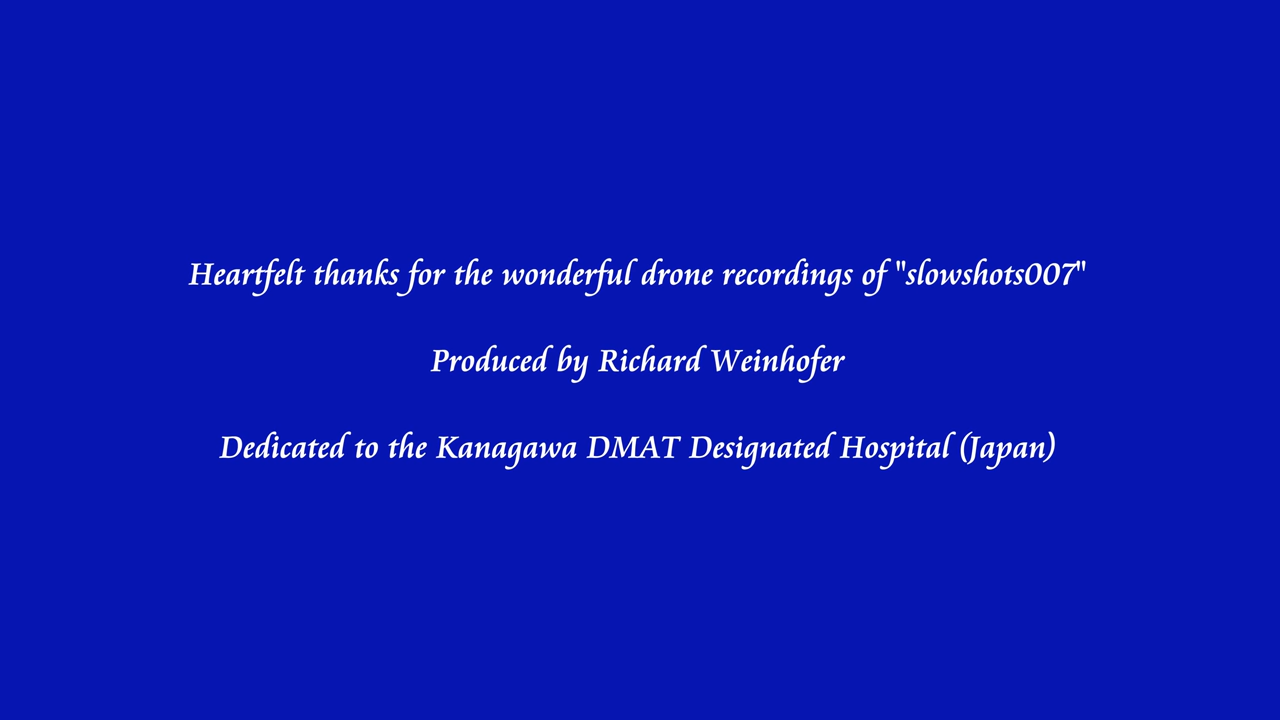 Heartfelt thanks for the wonderful drone recordings of "slowshots007"
Produced by Richard Weinhofer
Dedicated to the Kanagawa DMAT Designated Hospital (Japan)